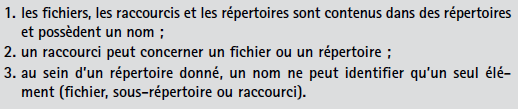 1. les fichiers, les raccourcis et les répertoires sont contenus dans des répertoires
et possèdent un nom ;
2. un raccourci peut concerner un fichier ou un répertoire ;
3. au sein d'un répertoire donné, un nom ne peut identifier qu'un seul élé-
ment (fichier, sous-répertoire ou raccourci).